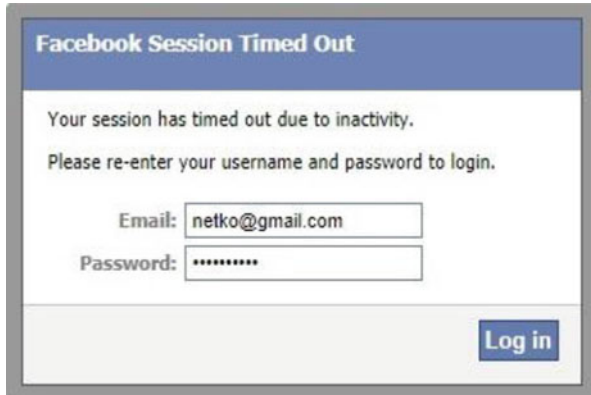 Facebook Session Timed Out
Your session has timed out due to inactivity.
Please re-enter your username and password to login.
Email: netko@gmail.com
Password: ••••••••••
Log in